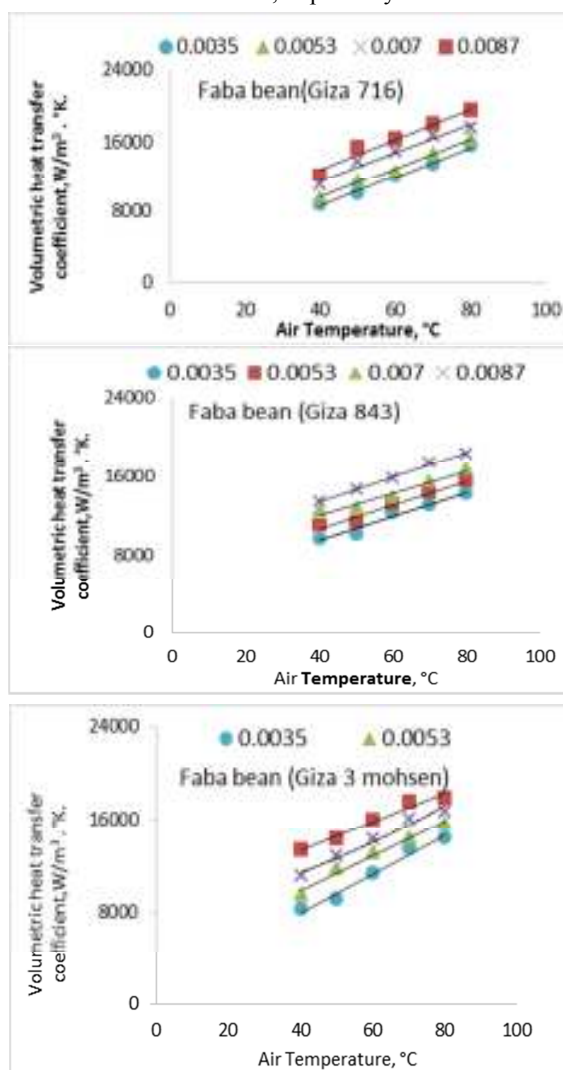 0.0035 0.0053 0.007 0.0087
Faba bean(Giza 716)
Volumetric heat transfer
coefficient,W/m³ . °K.
24000
16000
8000
0
0 20 40 60 80 100
Air Temperature, °C
0.0035 0.0053 0.007 0.0087
Faba bean (Giza 843)
Volumetric heat transfer
coefficient,W/m³ . °K.
24000
16000
8000
0
0 20 40 60 80 100
Air Temperature, °C
0.0035 0.0053
Faba bean (Giza 3 mohsen)
Volumetric heat transfer
coefficient,W/m³ . °K.
24000
16000
8000
0
0 20 40 60 80 100
Air Temperature, °C